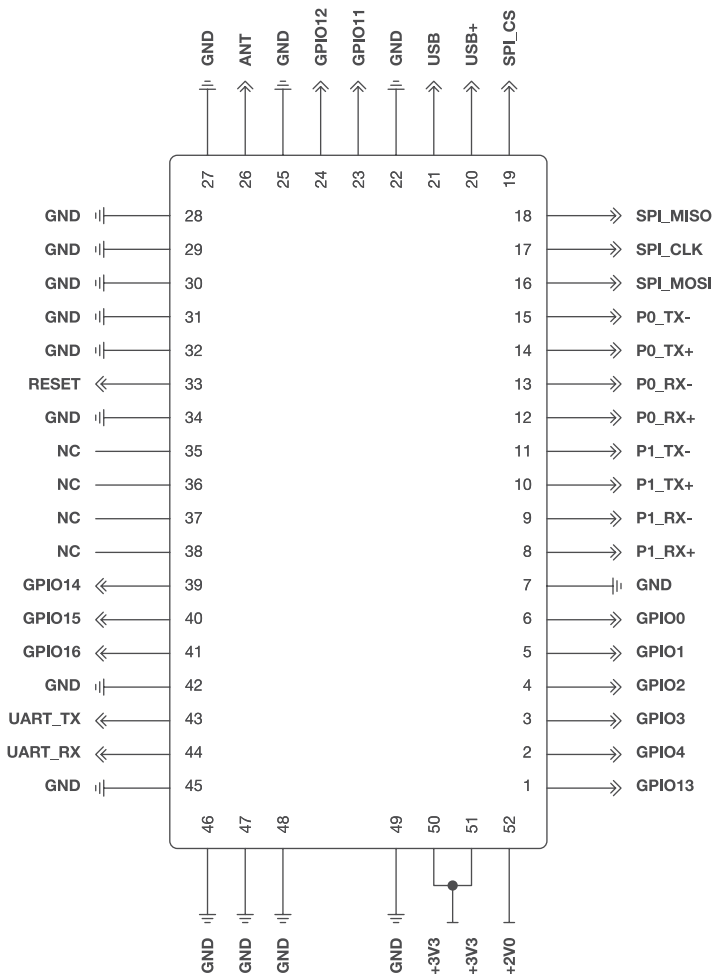 GND ANT GND GPIO12 GPIO11 GND USB USB+ SPI_CS
27 26 25 24 23 22 21 20 19
GND 28 18 SPI_MISO
GND 29 17 SPI_CLK
GND 30 16 SPI_MOSI
GND 31 15 P0_TX-
GND 32 14 P0_TX+
RESET 33 13 P0_RX-
GND 34 12 P0_RX+
NC 35 11 P1_TX-
NC 36 10 P1_TX+
NC 37 9 P1_RX-
NC 38 8 P1_RX+
GPIO14 39 7 GND
GPIO15 40 6 GPIO0
GPIO16 41 5 GPIO1
GND 42 4 GPIO2
UART_TX 43 3 GPIO3
UART_RX 44 2 GPIO4
GND 45 1 GPIO13
46 47 48 49 50 51 52
GND GND GND GND +3V3 +3V3 +2V0